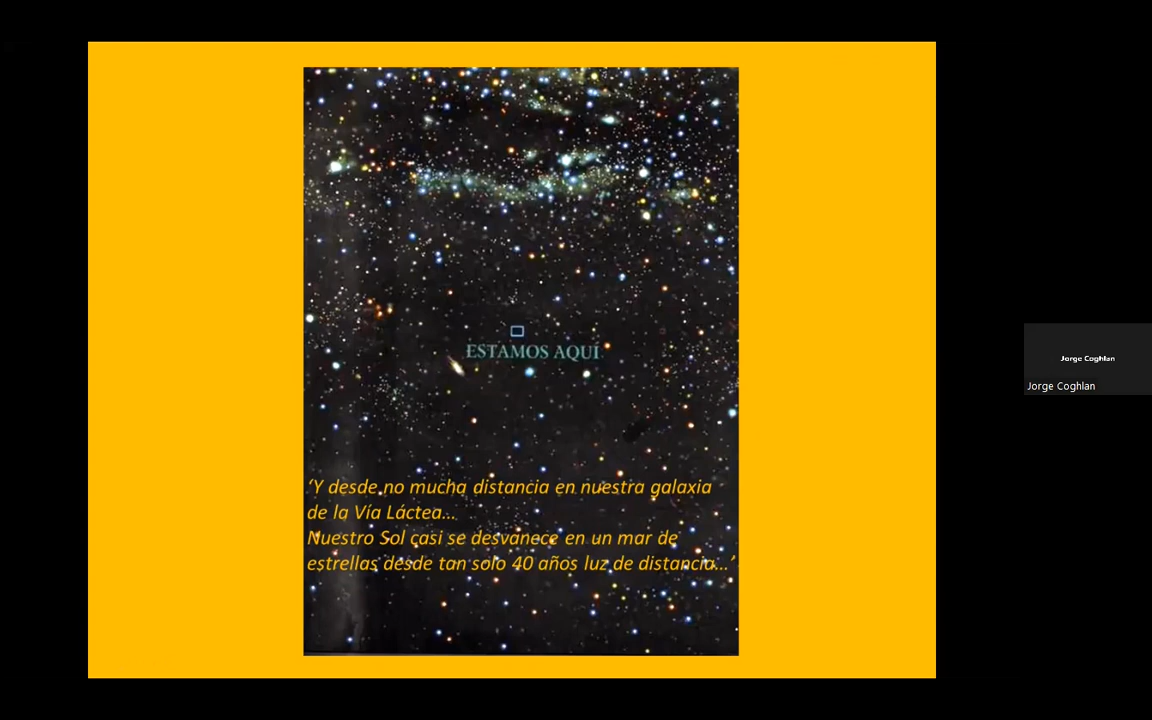 ESTAMOS AQUÍ
‘Y desde no mucha distancia en nuestra galaxia
de la Vía Láctea...
Nuestro Sol casi se desvanece en un mar de
estrellas desde tan solo 40 años luz de distancia...’
Jorge Coghlan
Jorge Coghlan